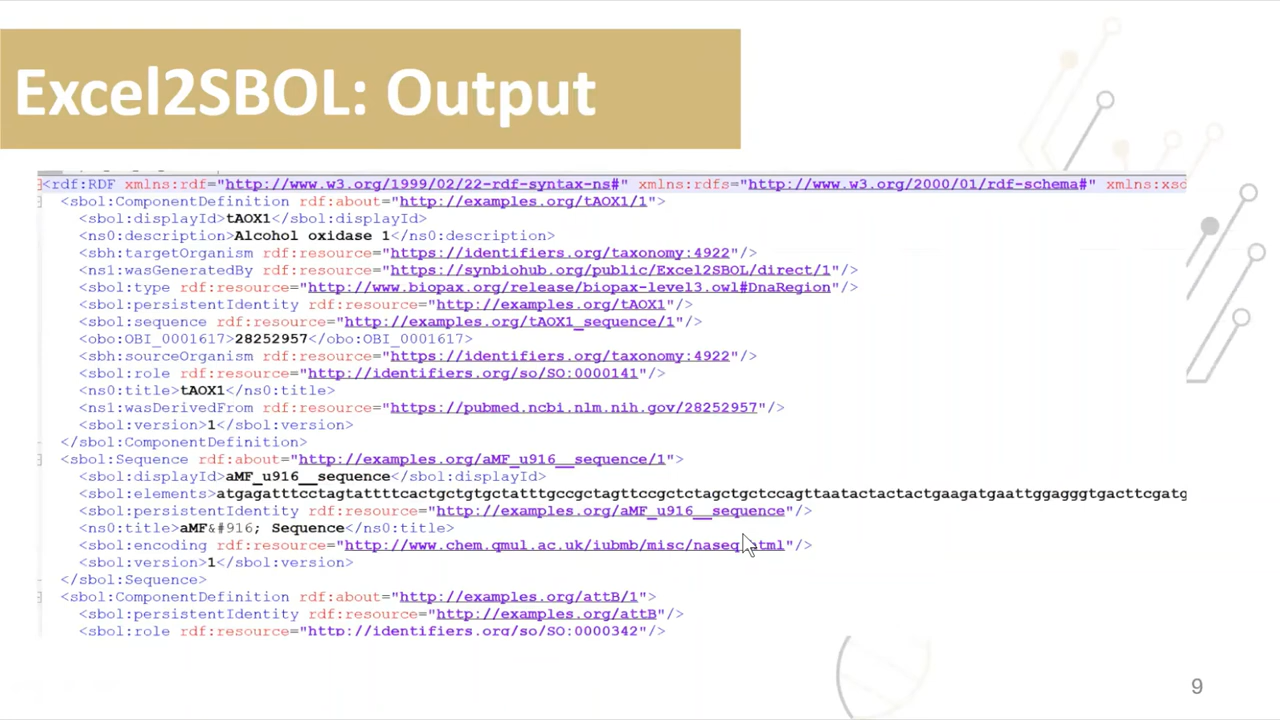 Excel2SBOL: Output
<rdf:RDF xmlns:rdf="http://www.w3.org/1999/02/22-rdf-syntax-ns#" xmlns:rdfs="http://www.w3.org/2000/01/rdf-schema#" xmlns:xsd
<sbol:ComponentDefinition rdf:about="http://examples.org/tAOX1/1">
<sbol:displayId>tAOX1</sbol:displayId>
<ns0:description>Alcohol oxidase 1</ns0:description>
<sbh:targetOrganism rdf:resource="https://identifiers.org/taxonomy:4922"/>
<ns1:wasGeneratedBy rdf:resource="https://synbiohub.org/public/Excel2SBOL/direct/1"/>
<sbol:type rdf:resource="http://www.biopax.org/release/biopax-level3.owl#DnaRegion"/>
<sbol:persistentIdentity rdf:resource="http://examples.org/tAOX1"/>
<sbol:sequence rdf:resource="http://examples.org/tAOX1_sequence/1"/>
<obo:OBI_0001617>28252957</obo:OBI_0001617>
<sbh:sourceOrganism rdf:resource="https://identifiers.org/taxonomy:4922"/>
<sbol:role rdf:resource="http://identifiers.org/so/SO:0000141"/>
<ns0:title>tAOX1</ns0:title>
<ns1:wasDerivedFrom rdf:resource="https://pubmed.ncbi.nlm.nih.gov/28252957"/>
<sbol:version>1</sbol:version>
</sbol:ComponentDefinition>
<sbol:Sequence rdf:about="http://examples.org/aMF_u916__sequence/1">
<sbol:displayId>aMF_u916__sequence</sbol:displayId>
<sbol:elements>atgagatttcctagtattttcactgctgtgctatttgccgctagttccgctctagctgctccagttaatactactactgaagatgaattggagggtgacttcgatg
<sbol:persistentIdentity rdf:resource="http://examples.org/aMF_u916__sequence"/>
<ns0:title>aMF&#916; Sequence</ns0:title>
<sbol:encoding rdf:resource="http://www.chem.qmul.ac.uk/iubmb/misc/naseq.html"/>
<sbol:version>1</sbol:version>
</sbol:Sequence>
<sbol:ComponentDefinition rdf:about="http://examples.org/attB/1">
<sbol:persistentIdentity rdf:resource="http://examples.org/attB"/>
<sbol:role rdf:resource="http://identifiers.org/so/SO:0000342"/>
9